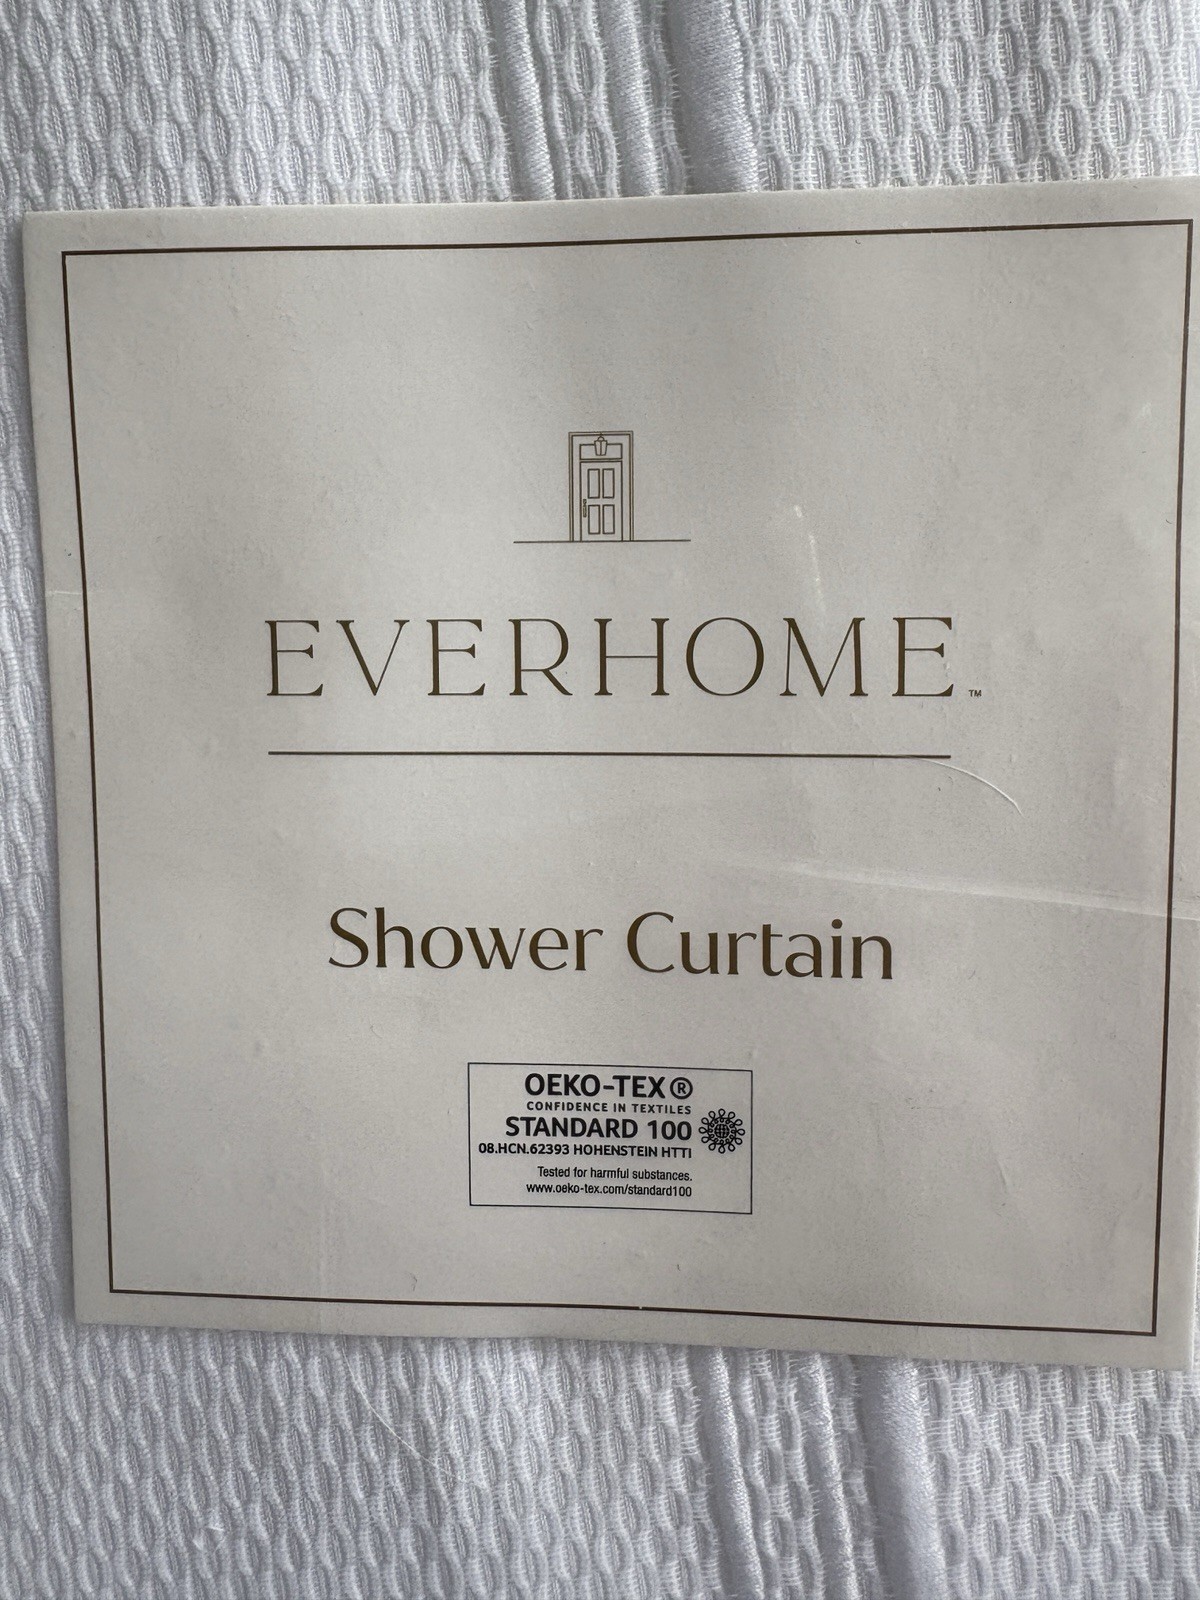 EVERHOME™
Shower Curtain
OEKO-TEX®
CONFIDENCE IN TEXTILES
STANDARD 100
08.HCN.62393 HOHENSTEIN HTTI
Tested for harmful substances.
www.oeko-tex.com/standard100